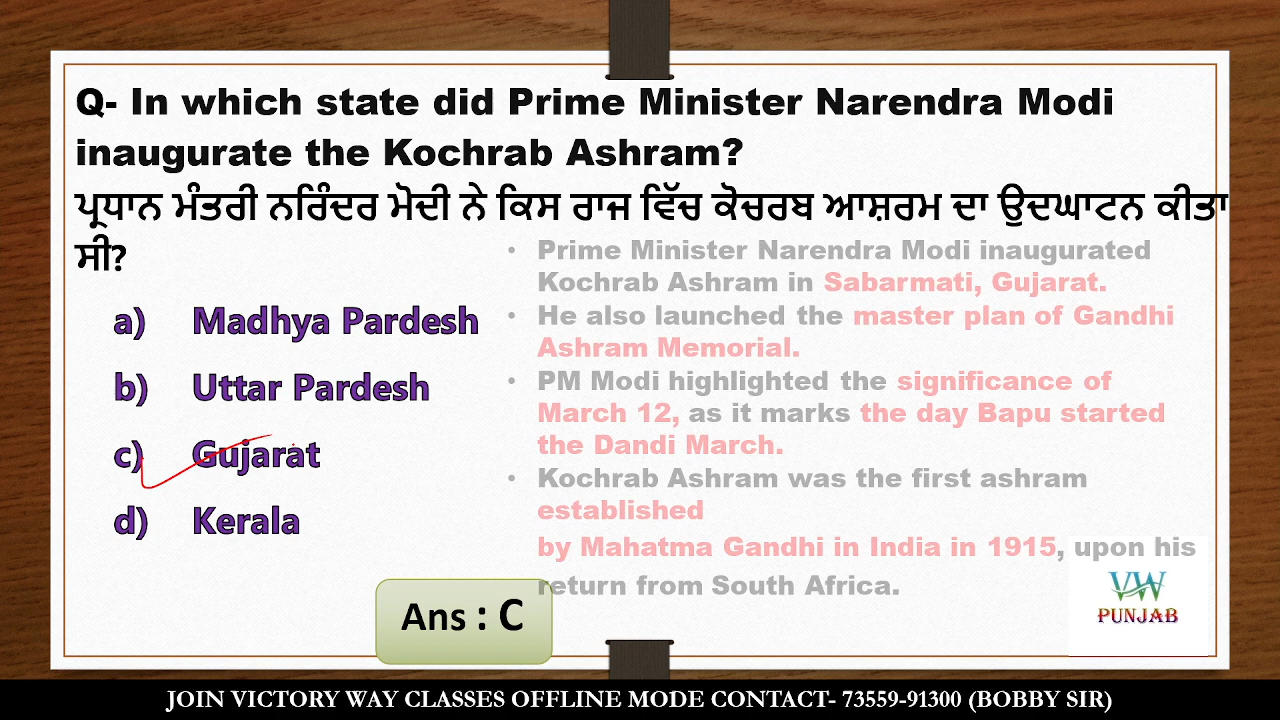 Q- In which state did Prime Minister Narendra Modi
inaugurate the Kochrab Ashram?
ਪ੍ਰਧਾਨ ਮੰਤਰੀ ਨਰਿੰਦਰ ਮੋਦੀ ਨੇ ਕਿਸ ਰਾਜ ਵਿੱਚ ਕੋਚਰਬ ਆਸ਼ਰਮ ਦਾ ਉਦਘਾਟਨ ਕੀਤਾ
ਸੀ?
a) Madhya Pardesh
b) Uttar Pardesh
c) Gujarat
d) Kerala
• Prime Minister Narendra Modi inaugurated
Kochrab Ashram in Sabarmati, Gujarat.
• He also launched the master plan of Gandhi
Ashram Memorial.
• PM Modi highlighted the significance of
March 12, as it marks the day Bapu started
the Dandi March.
• Kochrab Ashram was the first ashram
established
by Mahatma Gandhi in India in 1915, upon his
return from South Africa.
Ans : C
VW
PUNJAB
JOIN VICTORY WAY CLASSES OFFLINE MODE CONTACT- 73559-91300 (BOBBY SIR)